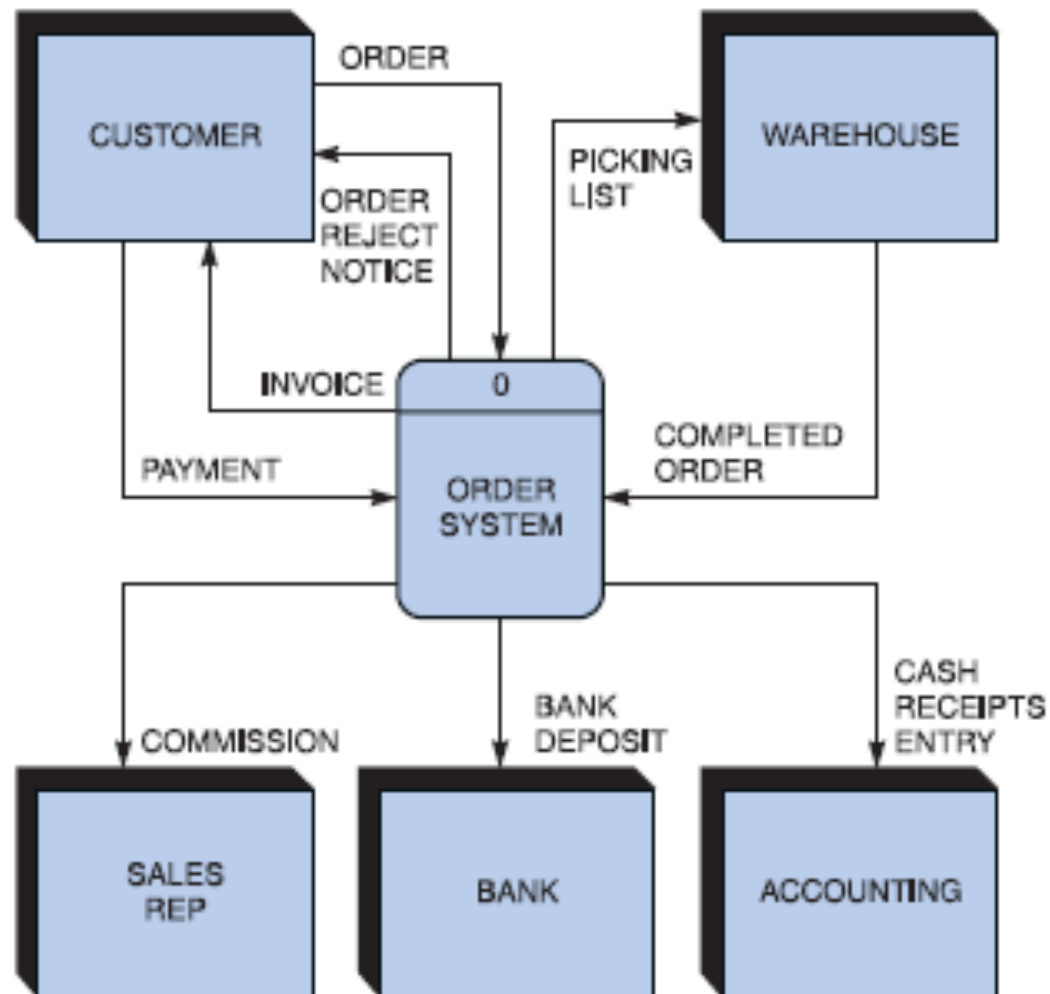 ORDER
CUSTOMER
WAREHOUSE
PICKING
LIST
ORDER
REJECT
NOTICE
INVOICE
0
COMPLETED
ORDER
PAYMENT
ORDER
SYSTEM
CASH
RECEIPTS
ENTRY
BANK
DEPOSIT
COMMISSION
SALES
REP
BANK
ACCOUNTING